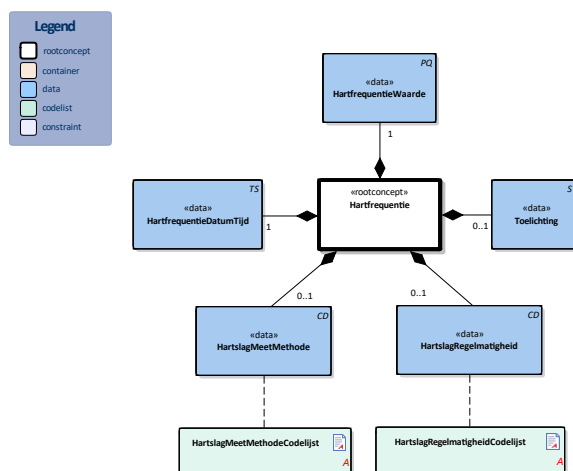 Legend
rootconcept
container
data
codelist
constraint
PQ
«data»
HartfrequentieWaarde
1
TS
«data»
HartfrequentieDatumTijd
1
«rootconcept»
Hartfrequentie
«data»
Toelichting
0..1
0..1
0..1
CD
«data»
HartslagMeetMethode
CD
«data»
HartslagRegelmatigheid
HartslagMeetMethodeCodelijst
A
HartslagRegelmatigheidCodelijst
A